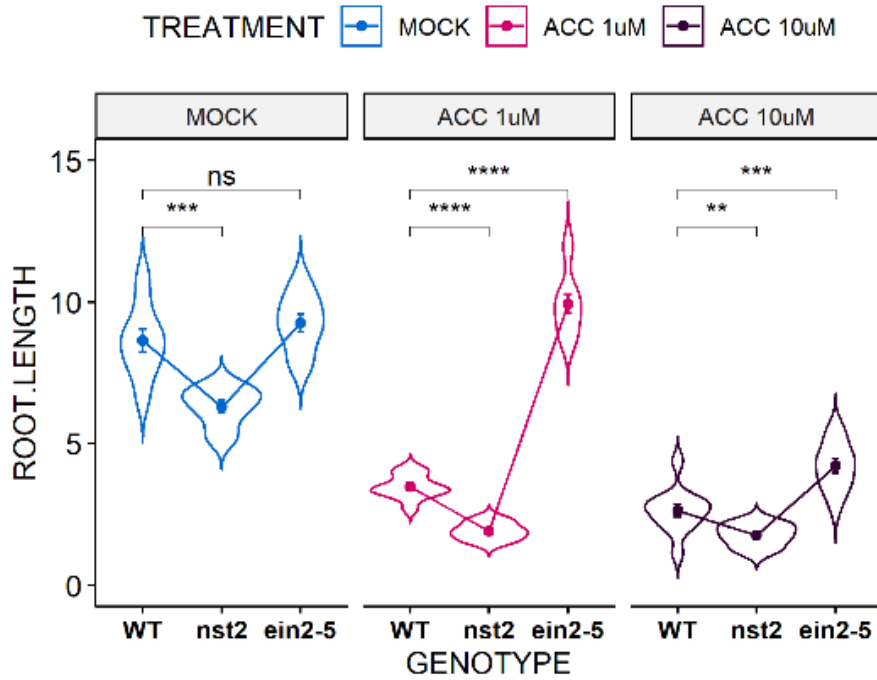 TREATMENT MOCK ACC 1uM ACC 10uM
MOCK ACC 1uM ACC 10uM
15
10
5
0
ROOT.LENGTH
ns
***
****
****
***
**
WT nst2 ein2-5 WT nst2 ein2-5 WT nst2 ein2-5
GENOTYPE